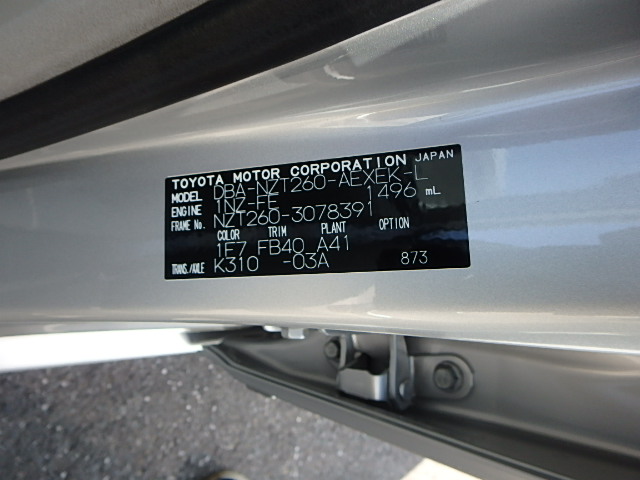 TOYOTA MOTOR CORPORATION JAPAN
MODEL DBA-NZT260-AEXEK-L
ENGINE 1NZ-FE 1496 mL
FRAME No. NZT260-3078391
COLOR TRIM PLANT OPTION
1F7 FB40 A41
TRANS./AXLE K310 -03A 873